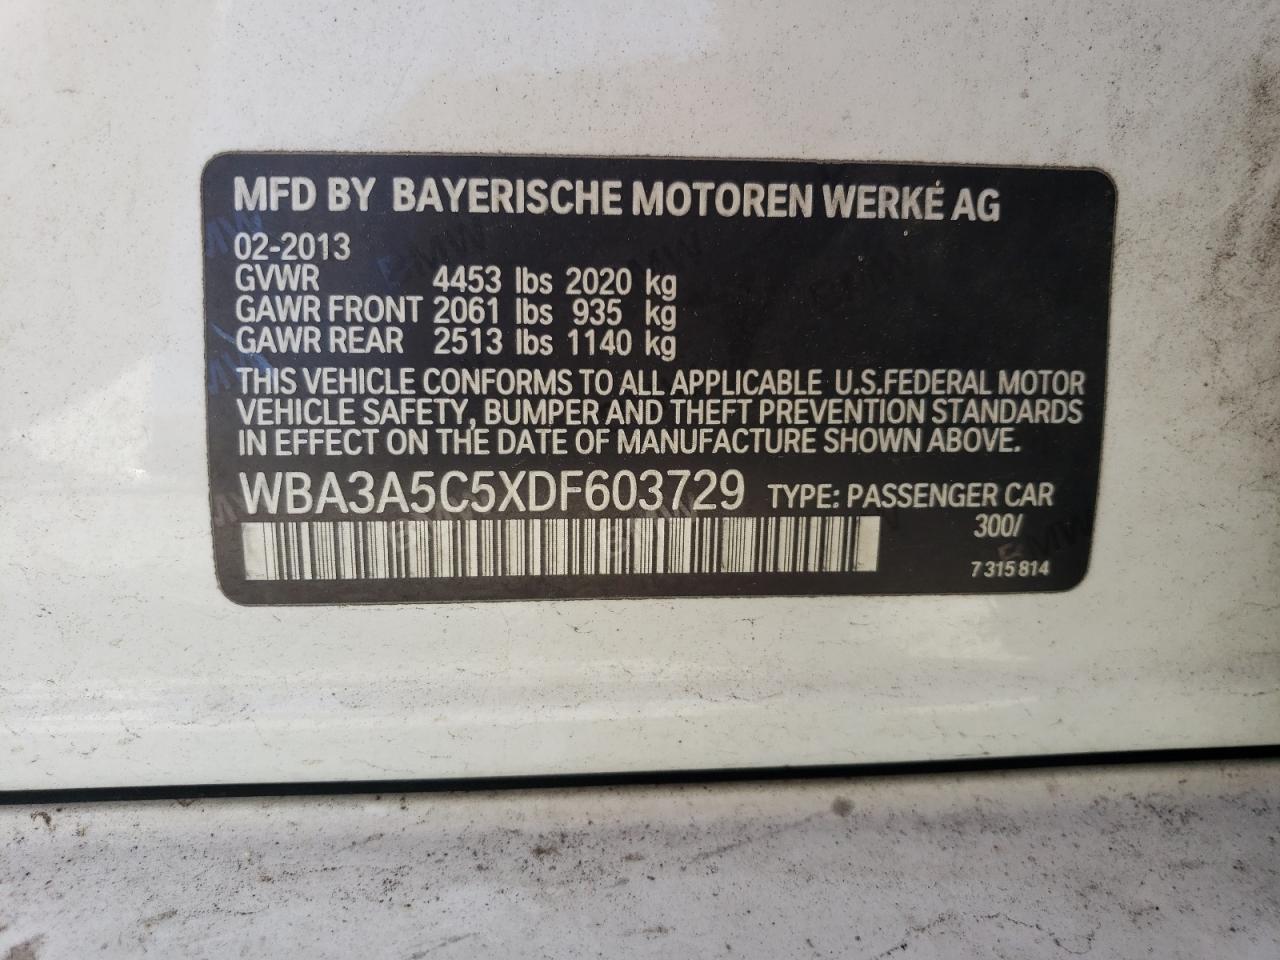 MFD BY BAYERISCHE MOTOREN WERKE AG
02-2013
GVWR 4453 lbs 2020 kg
GAWR FRONT 2061 lbs 935 kg
GAWR REAR 2513 lbs 1140 kg
THIS VEHICLE CONFORMS TO ALL APPLICABLE U.S.FEDERAL MOTOR
VEHICLE SAFETY, BUMPER AND THEFT PREVENTION STANDARDS
IN EFFECT ON THE DATE OF MANUFACTURE SHOWN ABOVE.
WBA3A5C5XDF603729 TYPE: PASSENGER CAR
300/
7 315 814